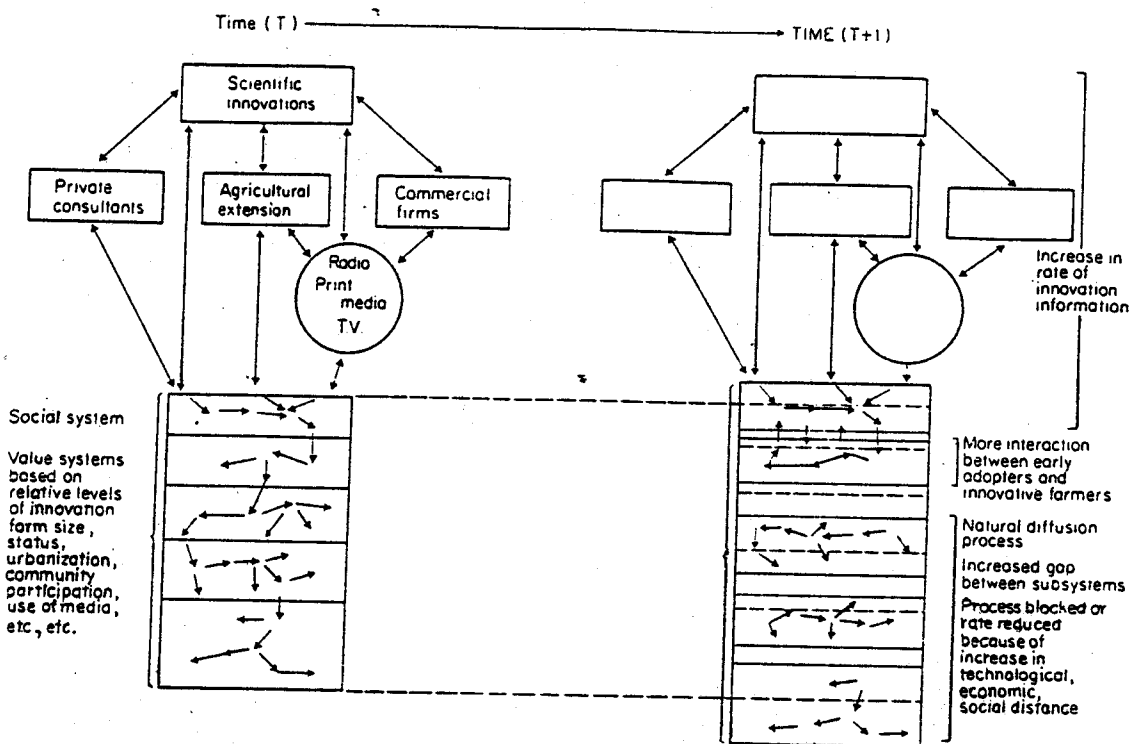 Time (T)
TIME (T+1)
Scientific
innovations
Private
consultants
Agricultural
extension
Commercial
firms
Radio
Print
media
T.V.
Increase in
rate of
innovation
information
Social system
Value systems
based on
relative levels
of innovation
form size,
status,
urbanization,
community
participation,
use of media,
etc, etc.
More interaction
between early
adopters and
innovative farmers
Natural diffusion
process
Increased gap
between subsystems
Process blocked or
rate reduced
because of
increase in
technological,
economic,
social distance